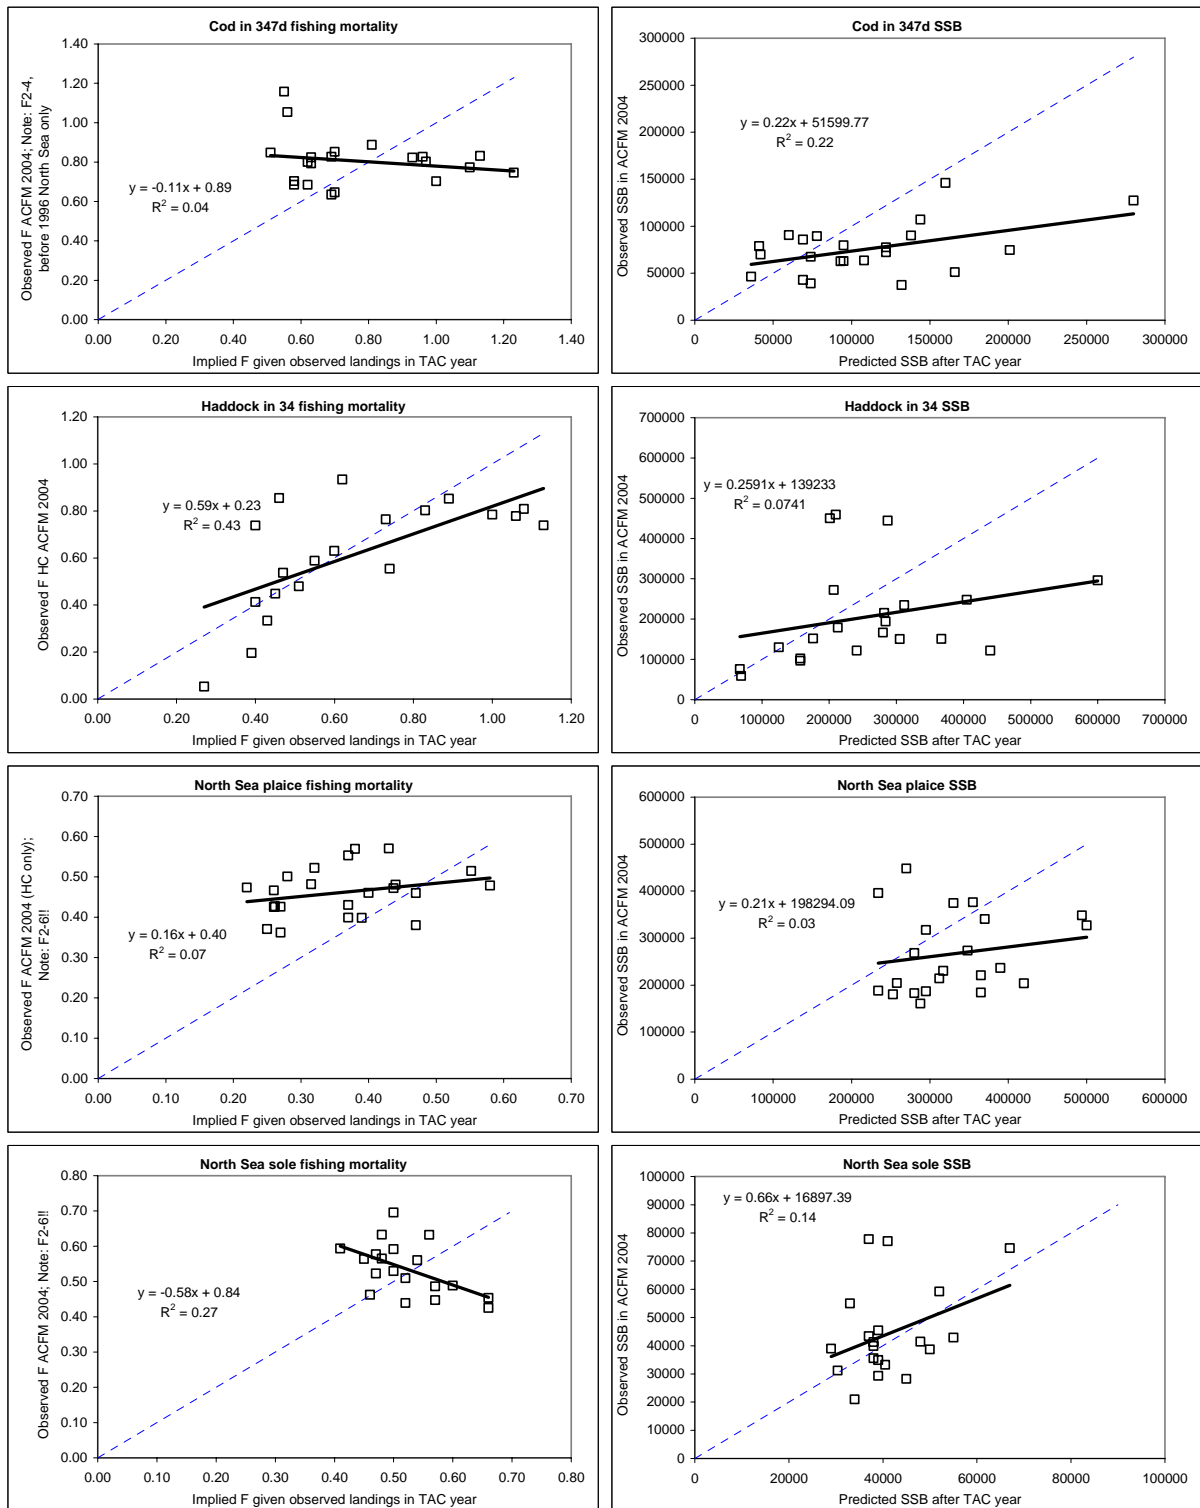 Cod in 347d fishing mortality
1.40
1.20
1.00
0.80
0.60
0.40
0.20
0.00
Observed F ACFM 2004; Note: F2-4,
before 1996 North Sea only
y = -0.11x + 0.89
R² = 0.04
0.00 0.20 0.40 0.60 0.80 1.00 1.20 1.40
Implied F given observed landings in TAC year
Cod in 347d SSB
300000
250000
200000
150000
100000
50000
0
Observed SSB in ACFM 2004
y = 0.22x + 51599.77
R² = 0.22
0 50000 100000 150000 200000 250000 300000
Predicted SSB after TAC year
Haddock in 34 fishing mortality
1.20
1.00
0.80
0.60
0.40
0.20
0.00
Observed F HC ACFM 2004
y = 0.59x + 0.23
R² = 0.43
0.00 0.20 0.40 0.60 0.80 1.00 1.20
Implied F given observed landings in TAC year
Haddock in 34 SSB
700000
600000
500000
400000
300000
200000
100000
0
Observed SSB in ACFM 2004
y = 0.2591x + 139233
R² = 0.0741
0 100000 200000 300000 400000 500000 600000 700000
Predicted SSB after TAC year
North Sea plaice fishing mortality
0.70
0.60
0.50
0.40
0.30
0.20
0.10
0.00
Observed F ACFM 2004 (HC only);
Note: F2-6!!
y = 0.16x + 0.40
R² = 0.07
0.00 0.10 0.20 0.30 0.40 0.50 0.60 0.70
Implied F given observed landings in TAC year
North Sea plaice SSB
600000
500000
400000
300000
200000
100000
0
Observed SSB in ACFM 2004
y = 0.21x + 198294.09
R² = 0.03
0 100000 200000 300000 400000 500000 600000
Predicted SSB after TAC year
North Sea sole fishing mortality
0.80
0.70
0.60
0.50
0.40
0.30
0.20
0.10
0.00
Observed F ACFM 2004; Note: F2-6!!
y = -0.58x + 0.84
R² = 0.27
0.00 0.10 0.20 0.30 0.40 0.50 0.60 0.70 0.80
Implied F given observed landings in TAC year
North Sea sole SSB
100000
90000
80000
70000
60000
50000
40000
30000
20000
10000
0
Observed SSB in ACFM 2004
y = 0.66x + 16897.39
R² = 0.14
0 20000 40000 60000 80000 100000
Predicted SSB after TAC year